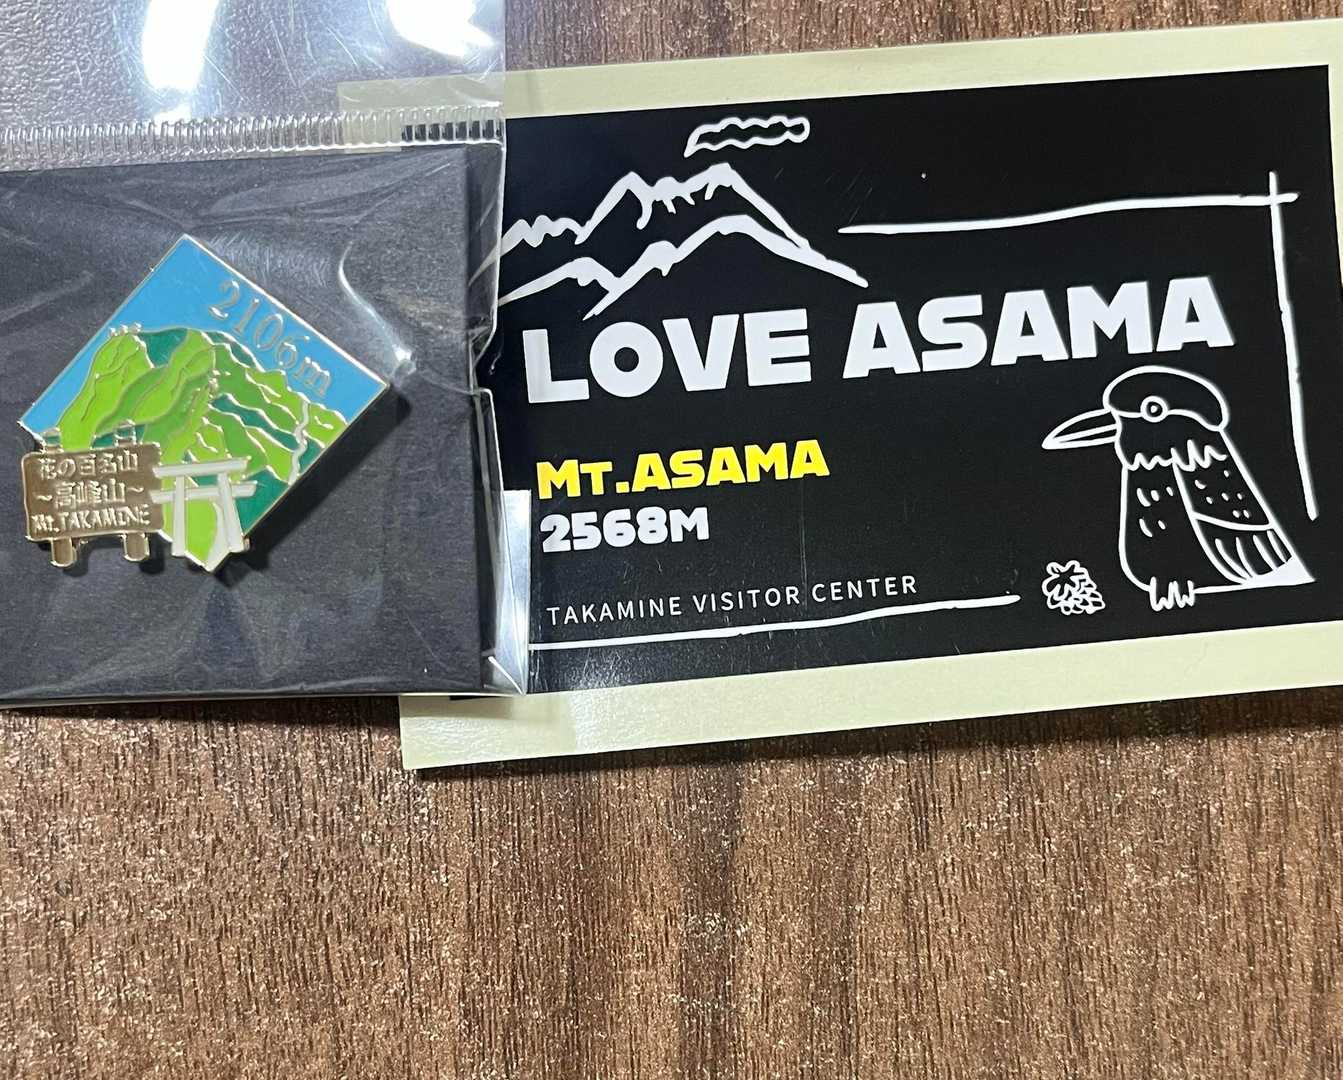 2106m
花の百名山
~高峰山~
Mt.TAKAMINE
LOVE ASAMA
MT.ASAMA
2568M
TAKAMINE VISITOR CENTER